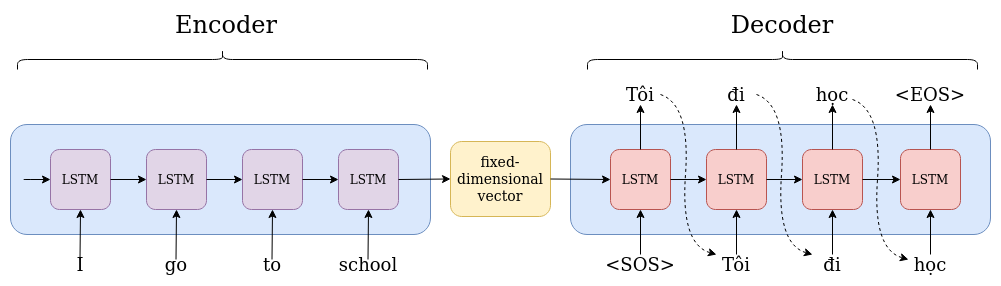 Encoder
Decoder
Tôi đi học <EOS>
LSTM LSTM LSTM LSTM
fixed-
dimensional
vector
LSTM LSTM LSTM LSTM
I go to school
<SOS> Tôi đi học